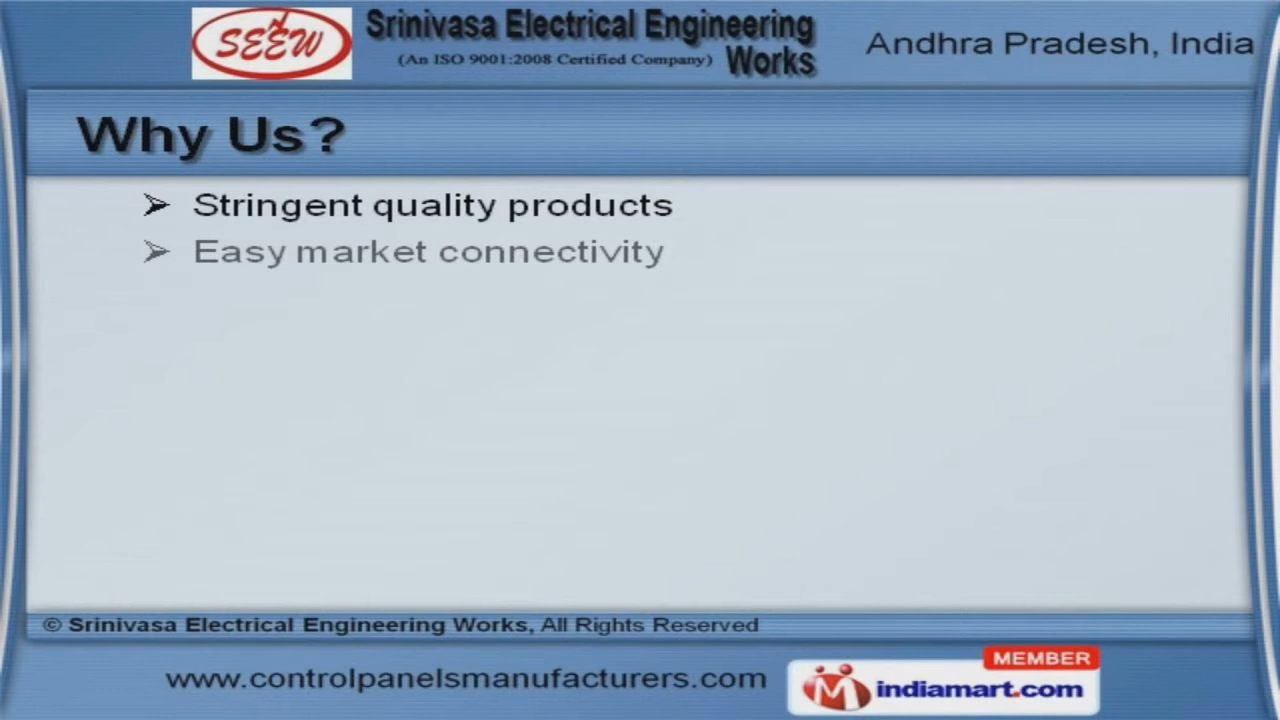 SEEW
Srinivasa Electrical Engineering
Works
(An ISO 9001:2008 Certified Company)
Andhra Pradesh, India
Why Us?
➢ Stringent quality products
➢ Easy market connectivity
© Srinivasa Electrical Engineering Works, All Rights Reserved
www.controlpanelsmanufacturers.com
MEMBER
indiamart.com